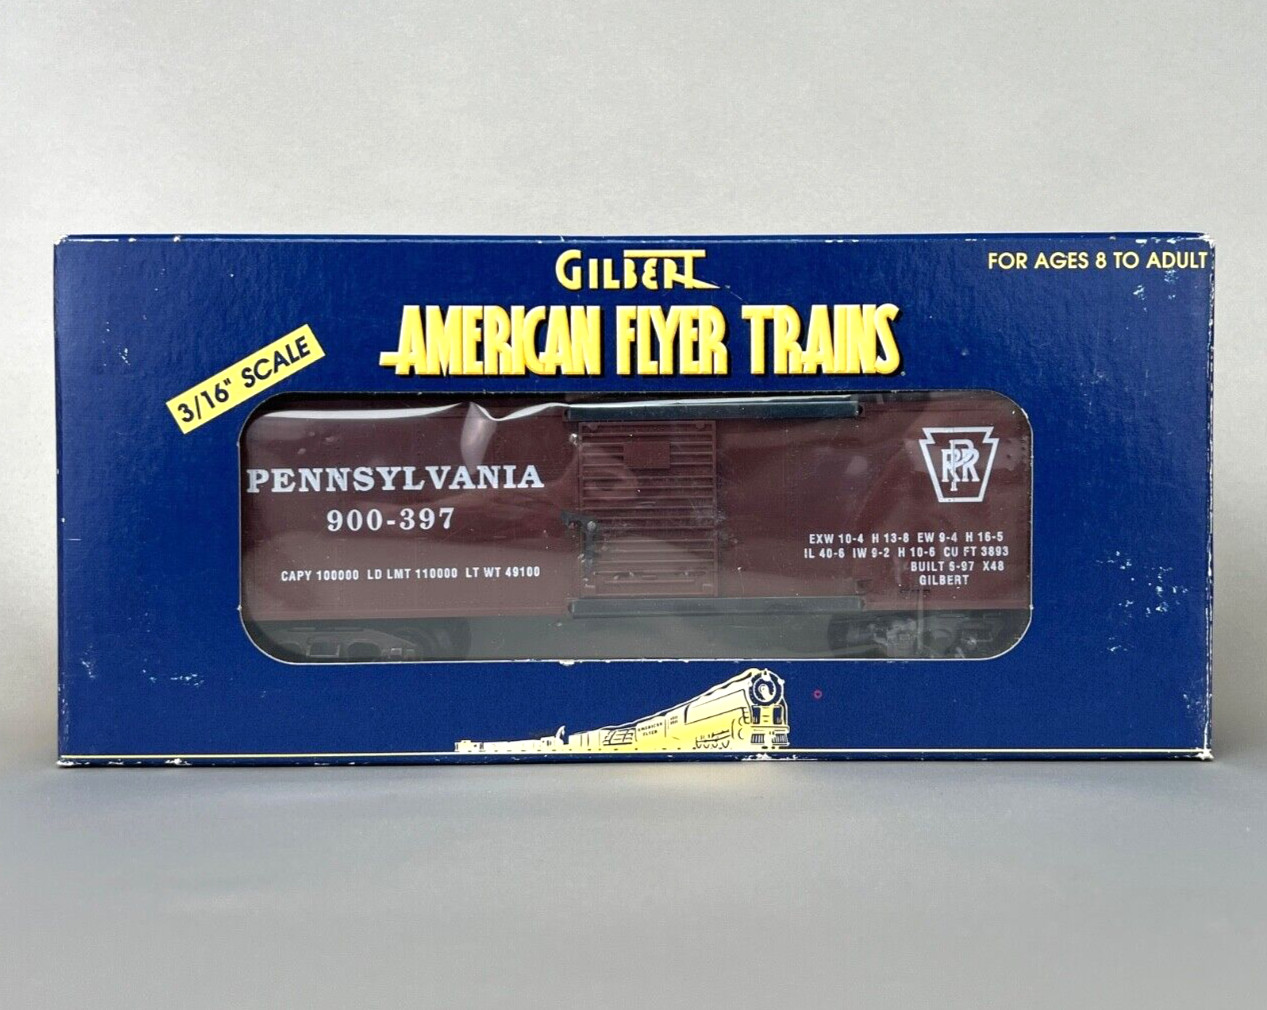 GILBERT
FOR AGES 8 TO ADULT
AMERICAN FLYER TRAINS
3/16" SCALE
PENNSYLVANIA
900-397
CAPY 100000 LD LMT 110000 LT WT 49100
PRR
EXW 10-4 H 13-8 EW 9-4 H 16-5
IL 40-6 IW 9-2 H 10-6 CU FT 3893
BUILT 5-97 X48
GILBERT
AMERICAN
FLYER